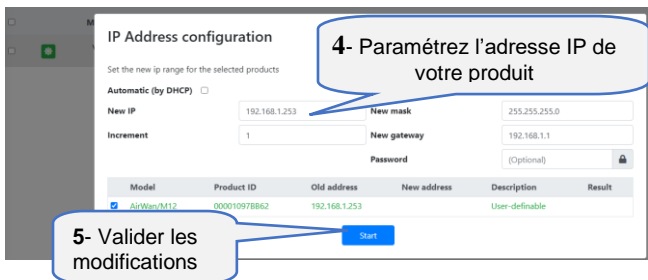 M
IP Address configuration
4- Paramétrez l'adresse IP de
votre produit
Set the new ip range for the selected products
Automatic (by DHCP)
New IP 192.168.1.253 New mask 255.255.255.0
Increment 1 New gateway 192.168.1.1
Password (Optional)
Model Product ID Old address New address Description Result
AirWan/M12 000010978B62 192.168.1.253 User-definable
5- Valider les
modifications
Start